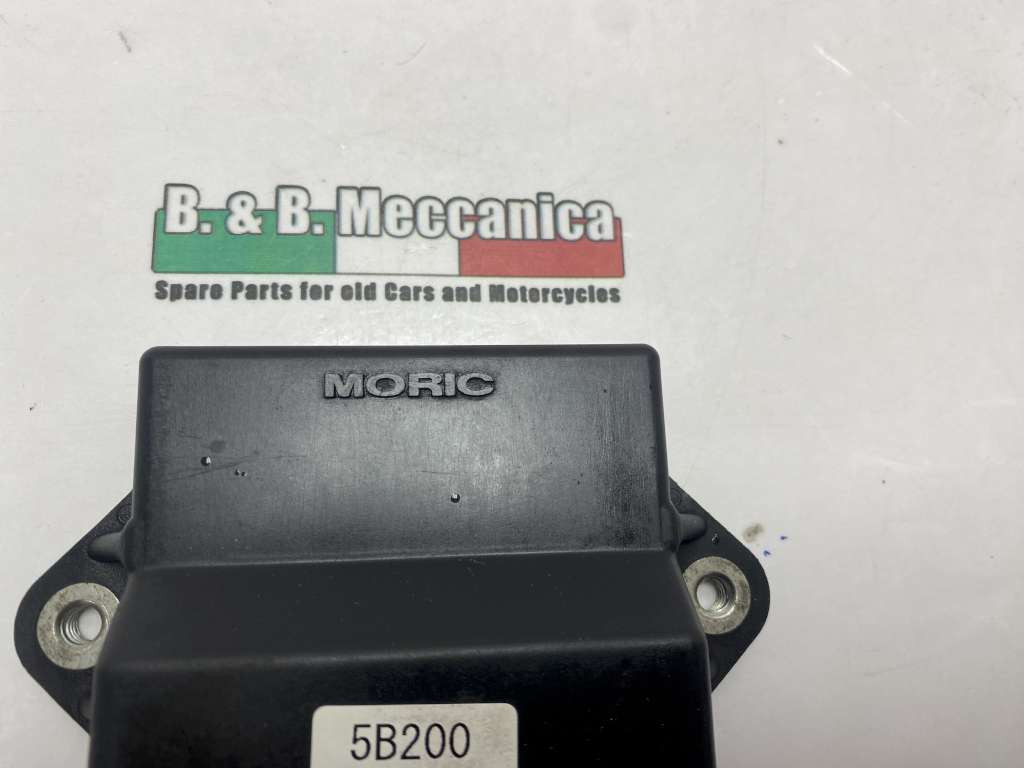 B. & B. Meccanica
Spare Parts for old Cars and Motorcycles
MORIC
5B200